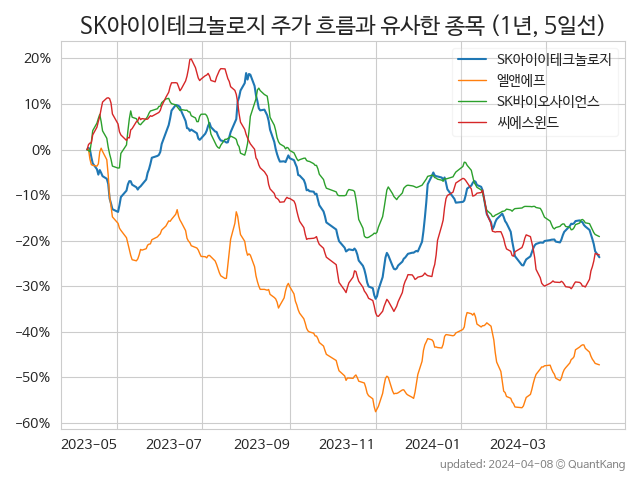 SK아이이테크놀로지 주가 흐름과 유사한 종목 (1년, 5일선)
SK아이이테크놀로지
엘앤에프
SK바이오사이언스
씨에스윈드
20%
10%
0%
−10%
−20%
−30%
−40%
−50%
−60%
2023-05 2023-07 2023-09 2023-11 2024-01 2024-03
updated: 2024-04-08 © QuantKang